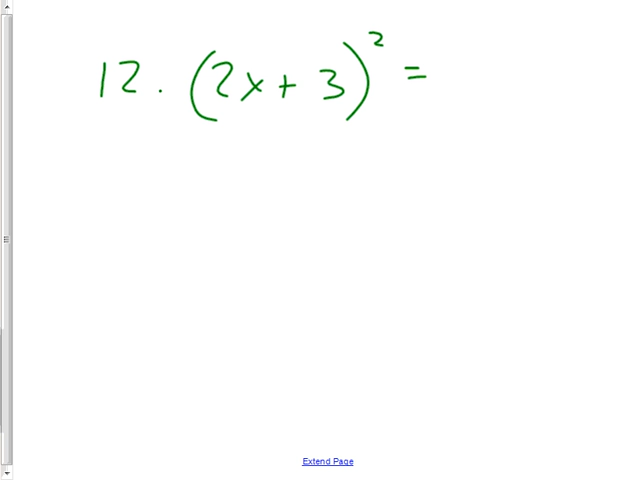 12. (2x + 3)² =
Extend Page